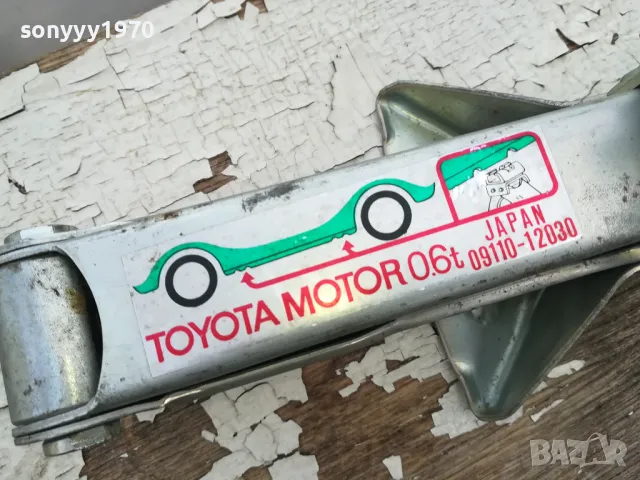 sonyyy1970
TOYOTA MOTOR 0.6t
JAPAN
09110-12030
BAZAR